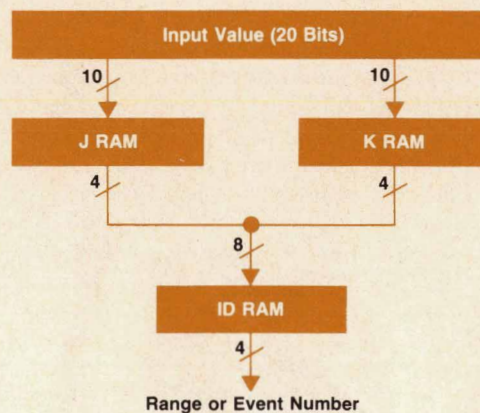 Input Value (20 Bits)
10
10
J RAM
K RAM
4
4
8
ID RAM
4
Range or Event Number